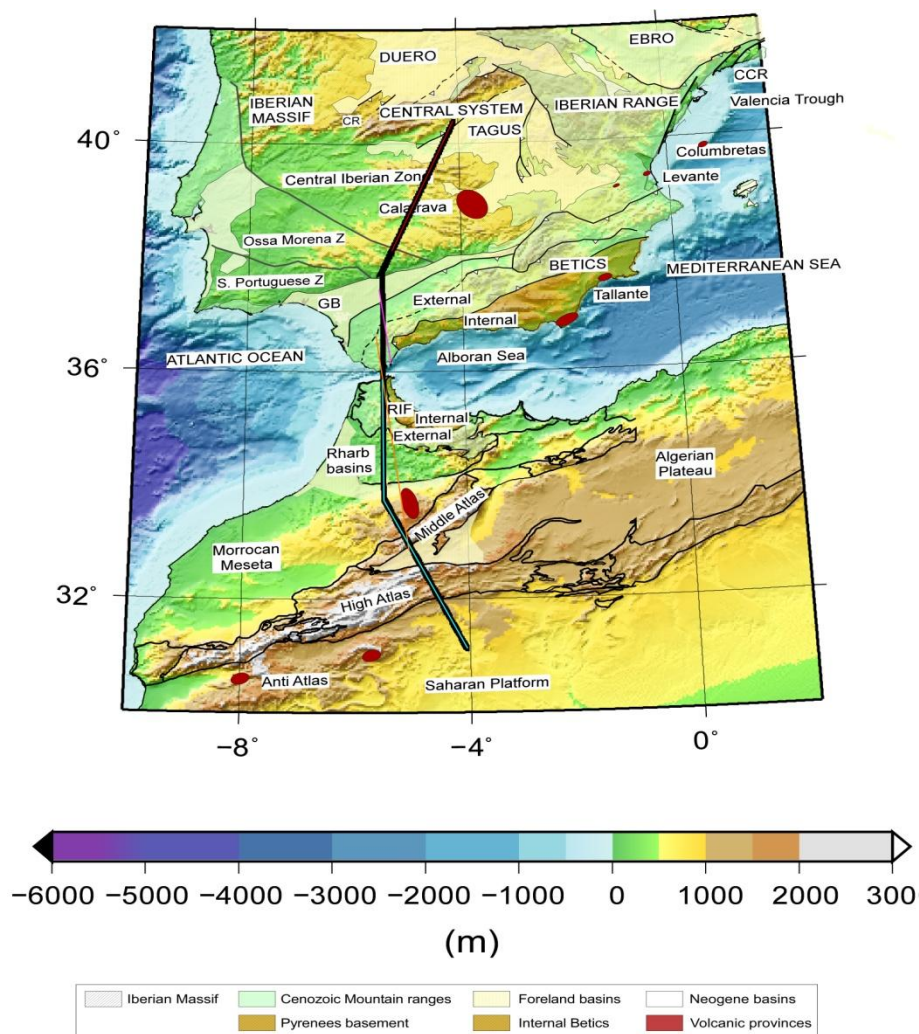 EBRO
DUERO
CCR
IBERIAN
MASSIF
CR
CENTRAL SYSTEM
IBERIAN RANGE
Valencia Trough
TAGUS
40°
Columbretas
Central Iberian Zone
Levante
Calatrava
Ossa Morena Z
BETICS
MEDITERRANEAN SEA
S. Portuguese Z
GB
External
Tallante
Internal
ATLANTIC OCEAN
Alboran Sea
36°
RIF
Internal
External
Rharb
basins
Algerian
Plateau
Middle Atlas
Morrocan
Meseta
32°
High Atlas
Anti Atlas
Saharan Platform
−8°
−4°
0°
−6000
−5000
−4000
−3000
−2000
−1000
0
1000
2000
300
(m)
Iberian Massif
Cenozoic Mountain ranges
Foreland basins
Neogene basins
Pyrenees basement
Internal Betics
Volcanic provinces